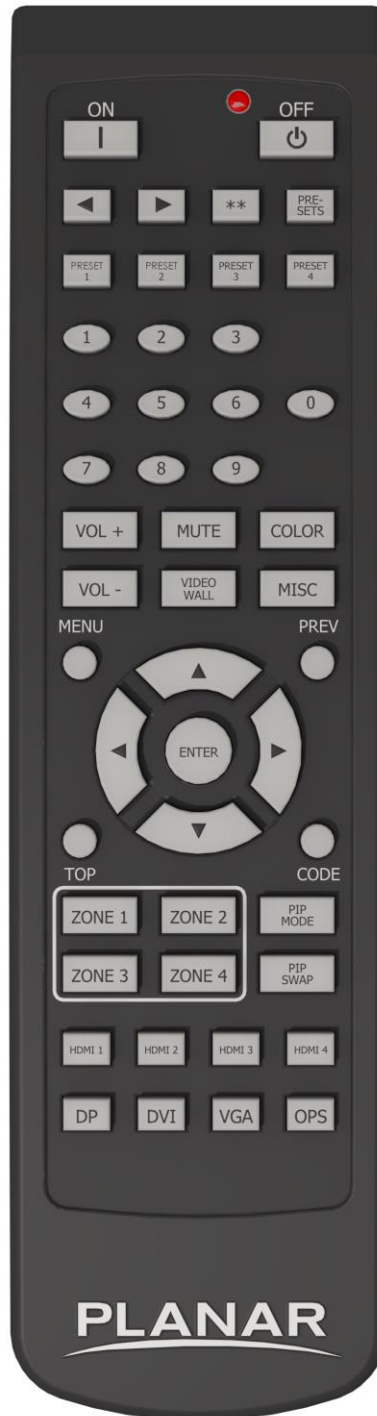 ON OFF
I
◀ ▶ ** PRE-SETS
PRESET 1 PRESET 2 PRESET 3 PRESET 4
1 2 3
4 5 6 0
7 8 9
VOL + MUTE COLOR
VOL - VIDEO WALL MISC
MENU PREV
▲
◀ ENTER ▶
▼
TOP CODE
ZONE 1 ZONE 2 PIP MODE
ZONE 3 ZONE 4 PIP SWAP
HDMI 1 HDMI 2 HDMI 3 HDMI 4
DP DVI VGA OPS
PLANAR